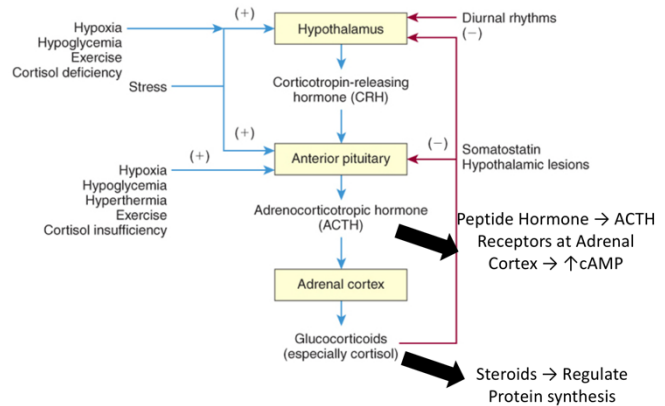 Hypoxia
Hypoglycemia
Exercise
Cortisol deficiency
Stress
(+)
Hypothalamus
Diurnal rhythms
(−)
Corticotropin-releasing
hormone (CRH)
(+)
(+)
Anterior pituitary
(−)
Somatostatin
Hypothalamic lesions
Hypoxia
Hypoglycemia
Hyperthermia
Exercise
Cortisol insufficiency
Adrenocorticotropic hormone
(ACTH)
Peptide Hormone → ACTH
Receptors at Adrenal
Cortex → ↑cAMP
Adrenal cortex
Glucocorticoids
(especially cortisol)
Steroids → Regulate
Protein synthesis